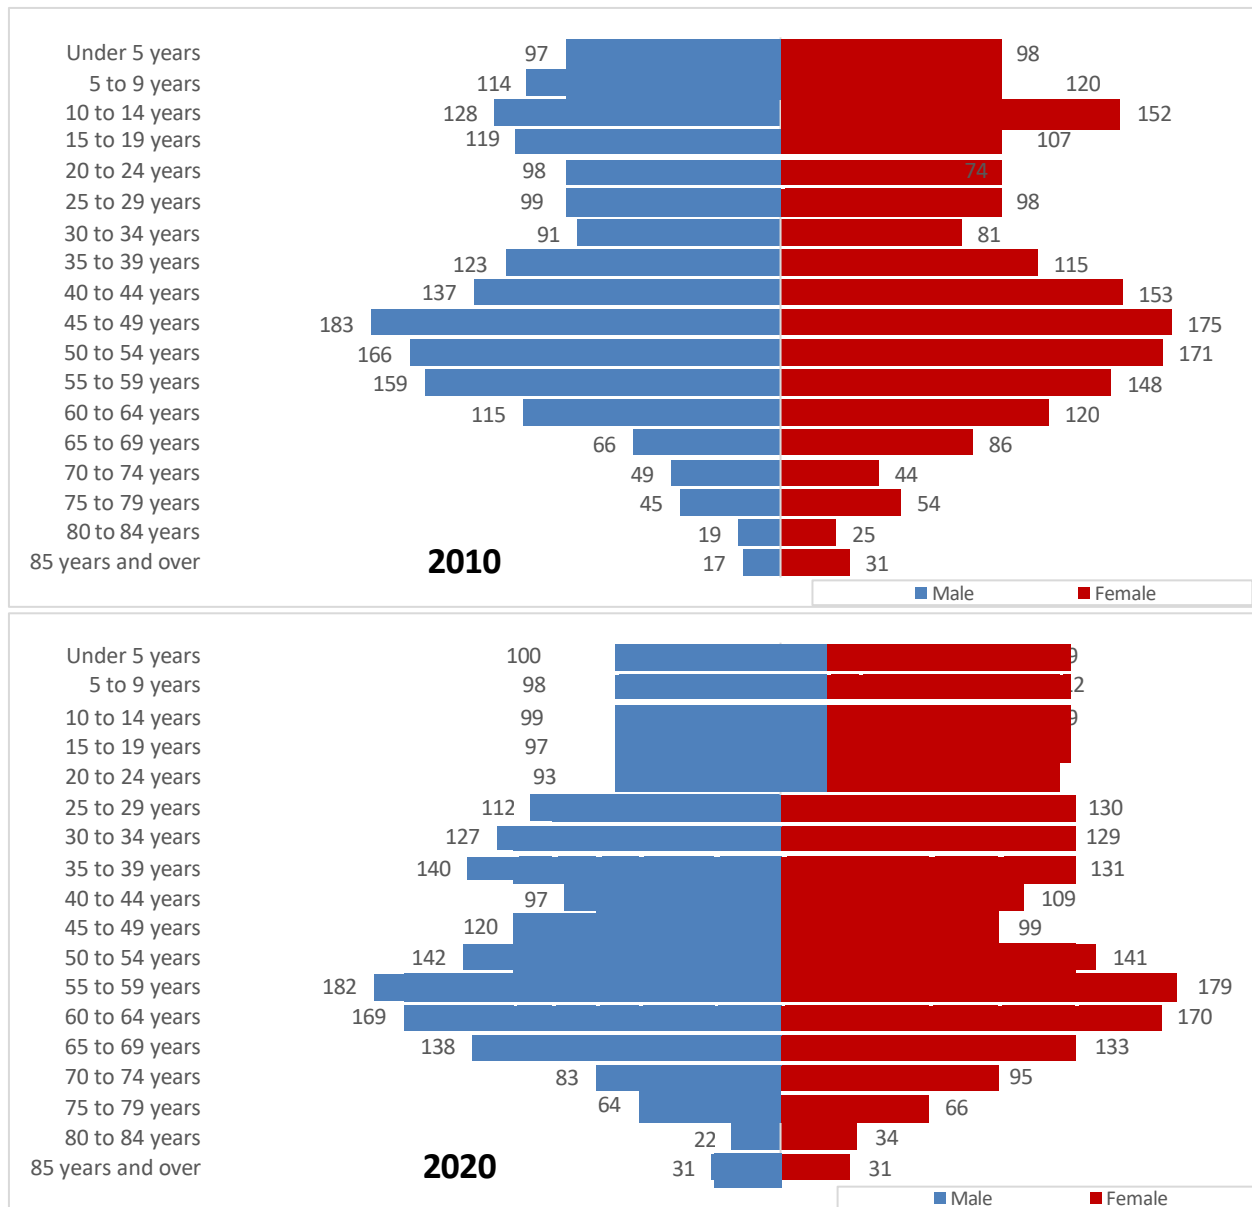 Under 5 years 97 98
5 to 9 years 114 120
10 to 14 years 128 152
15 to 19 years 119 107
20 to 24 years 98 74
25 to 29 years 99 98
30 to 34 years 91 81
35 to 39 years 123 115
40 to 44 years 137 153
45 to 49 years 183 175
50 to 54 years 166 171
55 to 59 years 159 148
60 to 64 years 115 120
65 to 69 years 66 86
70 to 74 years 49 44
75 to 79 years 45 54
80 to 84 years 19 25
85 years and over 17 31
2010
Male Female
Under 5 years 100
5 to 9 years 98
10 to 14 years 99
15 to 19 years 97
20 to 24 years 93
25 to 29 years 112 130
30 to 34 years 127 129
35 to 39 years 140 131
40 to 44 years 97 109
45 to 49 years 120 99
50 to 54 years 142 141
55 to 59 years 182 179
60 to 64 years 169 170
65 to 69 years 138 133
70 to 74 years 83 95
75 to 79 years 64 66
80 to 84 years 22 34
85 years and over 31 31
2020
Male Female